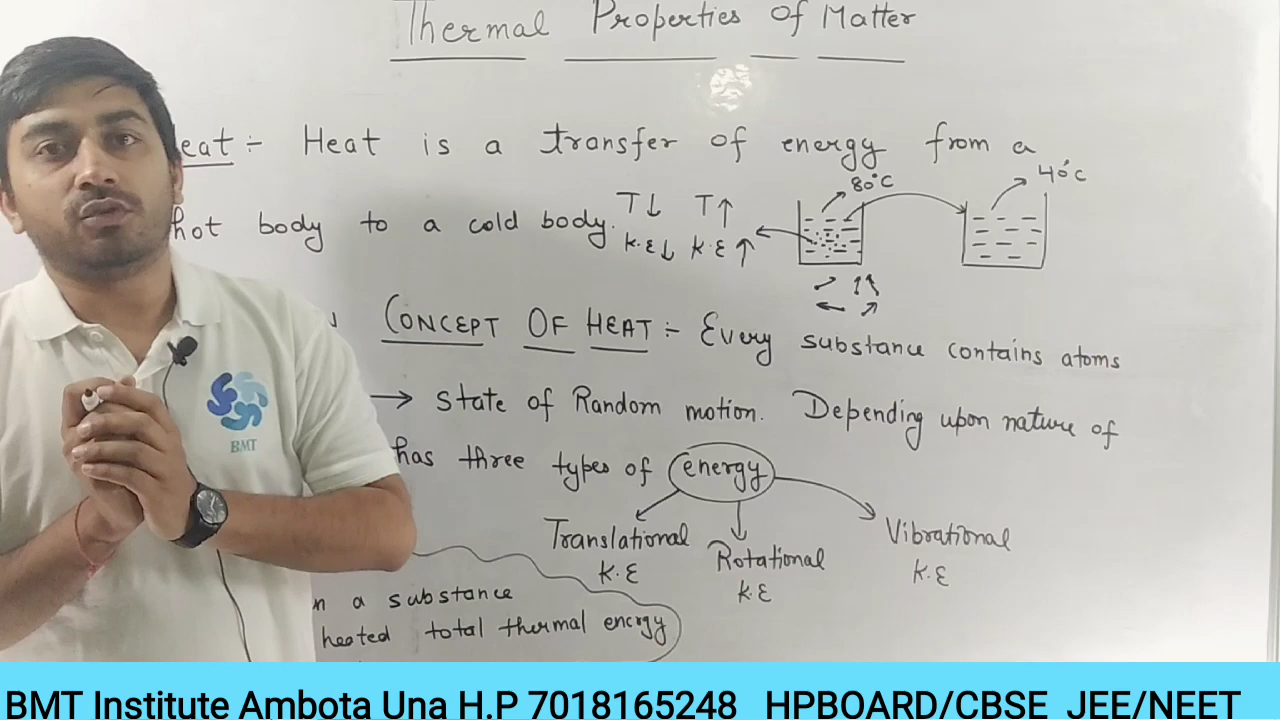 Thermal Properties of Matter
eat :- Heat is a transfer of energy from a
80°C
40°C
hot body to a cold body.
T↓ T↑
K.E↓ K.E↑
CONCEPT OF HEAT :- Every substance contains atoms
→ State of Random motion. Depending upon nature of
has three types of energy
Translational K.E
Rotational K.E
Vibrational K.E
n a substance
heated total thermal energy
BMT
BMT Institute Ambota Una H.P 7018165248 HPBOARD/CBSE JEE/NEET